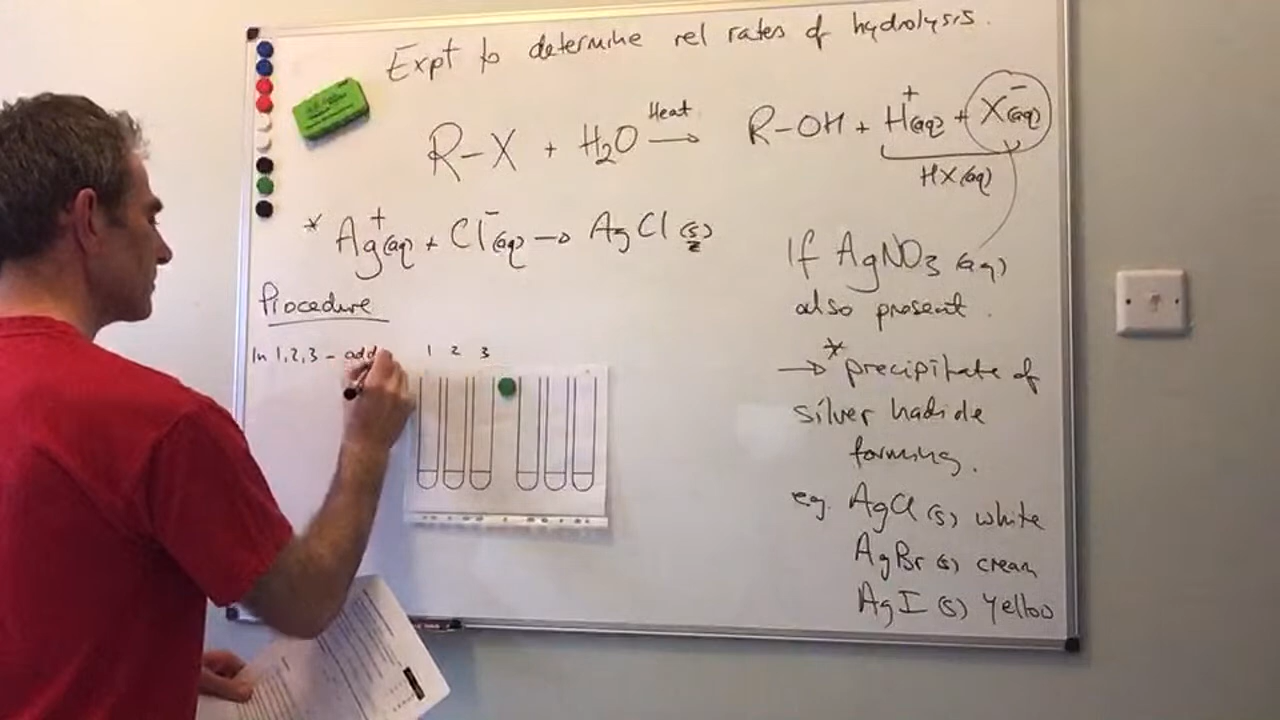 Expt to determine rel rates of hydrolysis.
R-X + H2O Heat → R-OH + H+(aq) + X-(aq)
HX(aq)
* Ag+(aq) + Cl-(aq) → AgCl(s)
Procedure
In 1,2,3 - add
1 2 3
If AgNO3(aq)
also present.
→ * precipitate of
silver halide
forming.
eg. AgCl(s) white
AgBr(s) cream
AgI(s) yellow